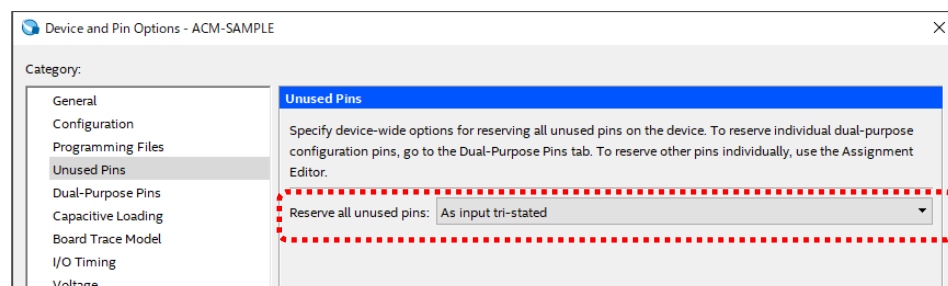 Device and Pin Options - ACM-SAMPLE
Category:
General
Configuration
Programming Files
Unused Pins
Dual-Purpose Pins
Capacitive Loading
Board Trace Model
I/O Timing
Voltage
Unused Pins
Specify device-wide options for reserving all unused pins on the device. To reserve individual dual-purpose
configuration pins, go to the Dual-Purpose Pins tab. To reserve other pins individually, use the Assignment
Editor.
Reserve all unused pins: As input tri-stated